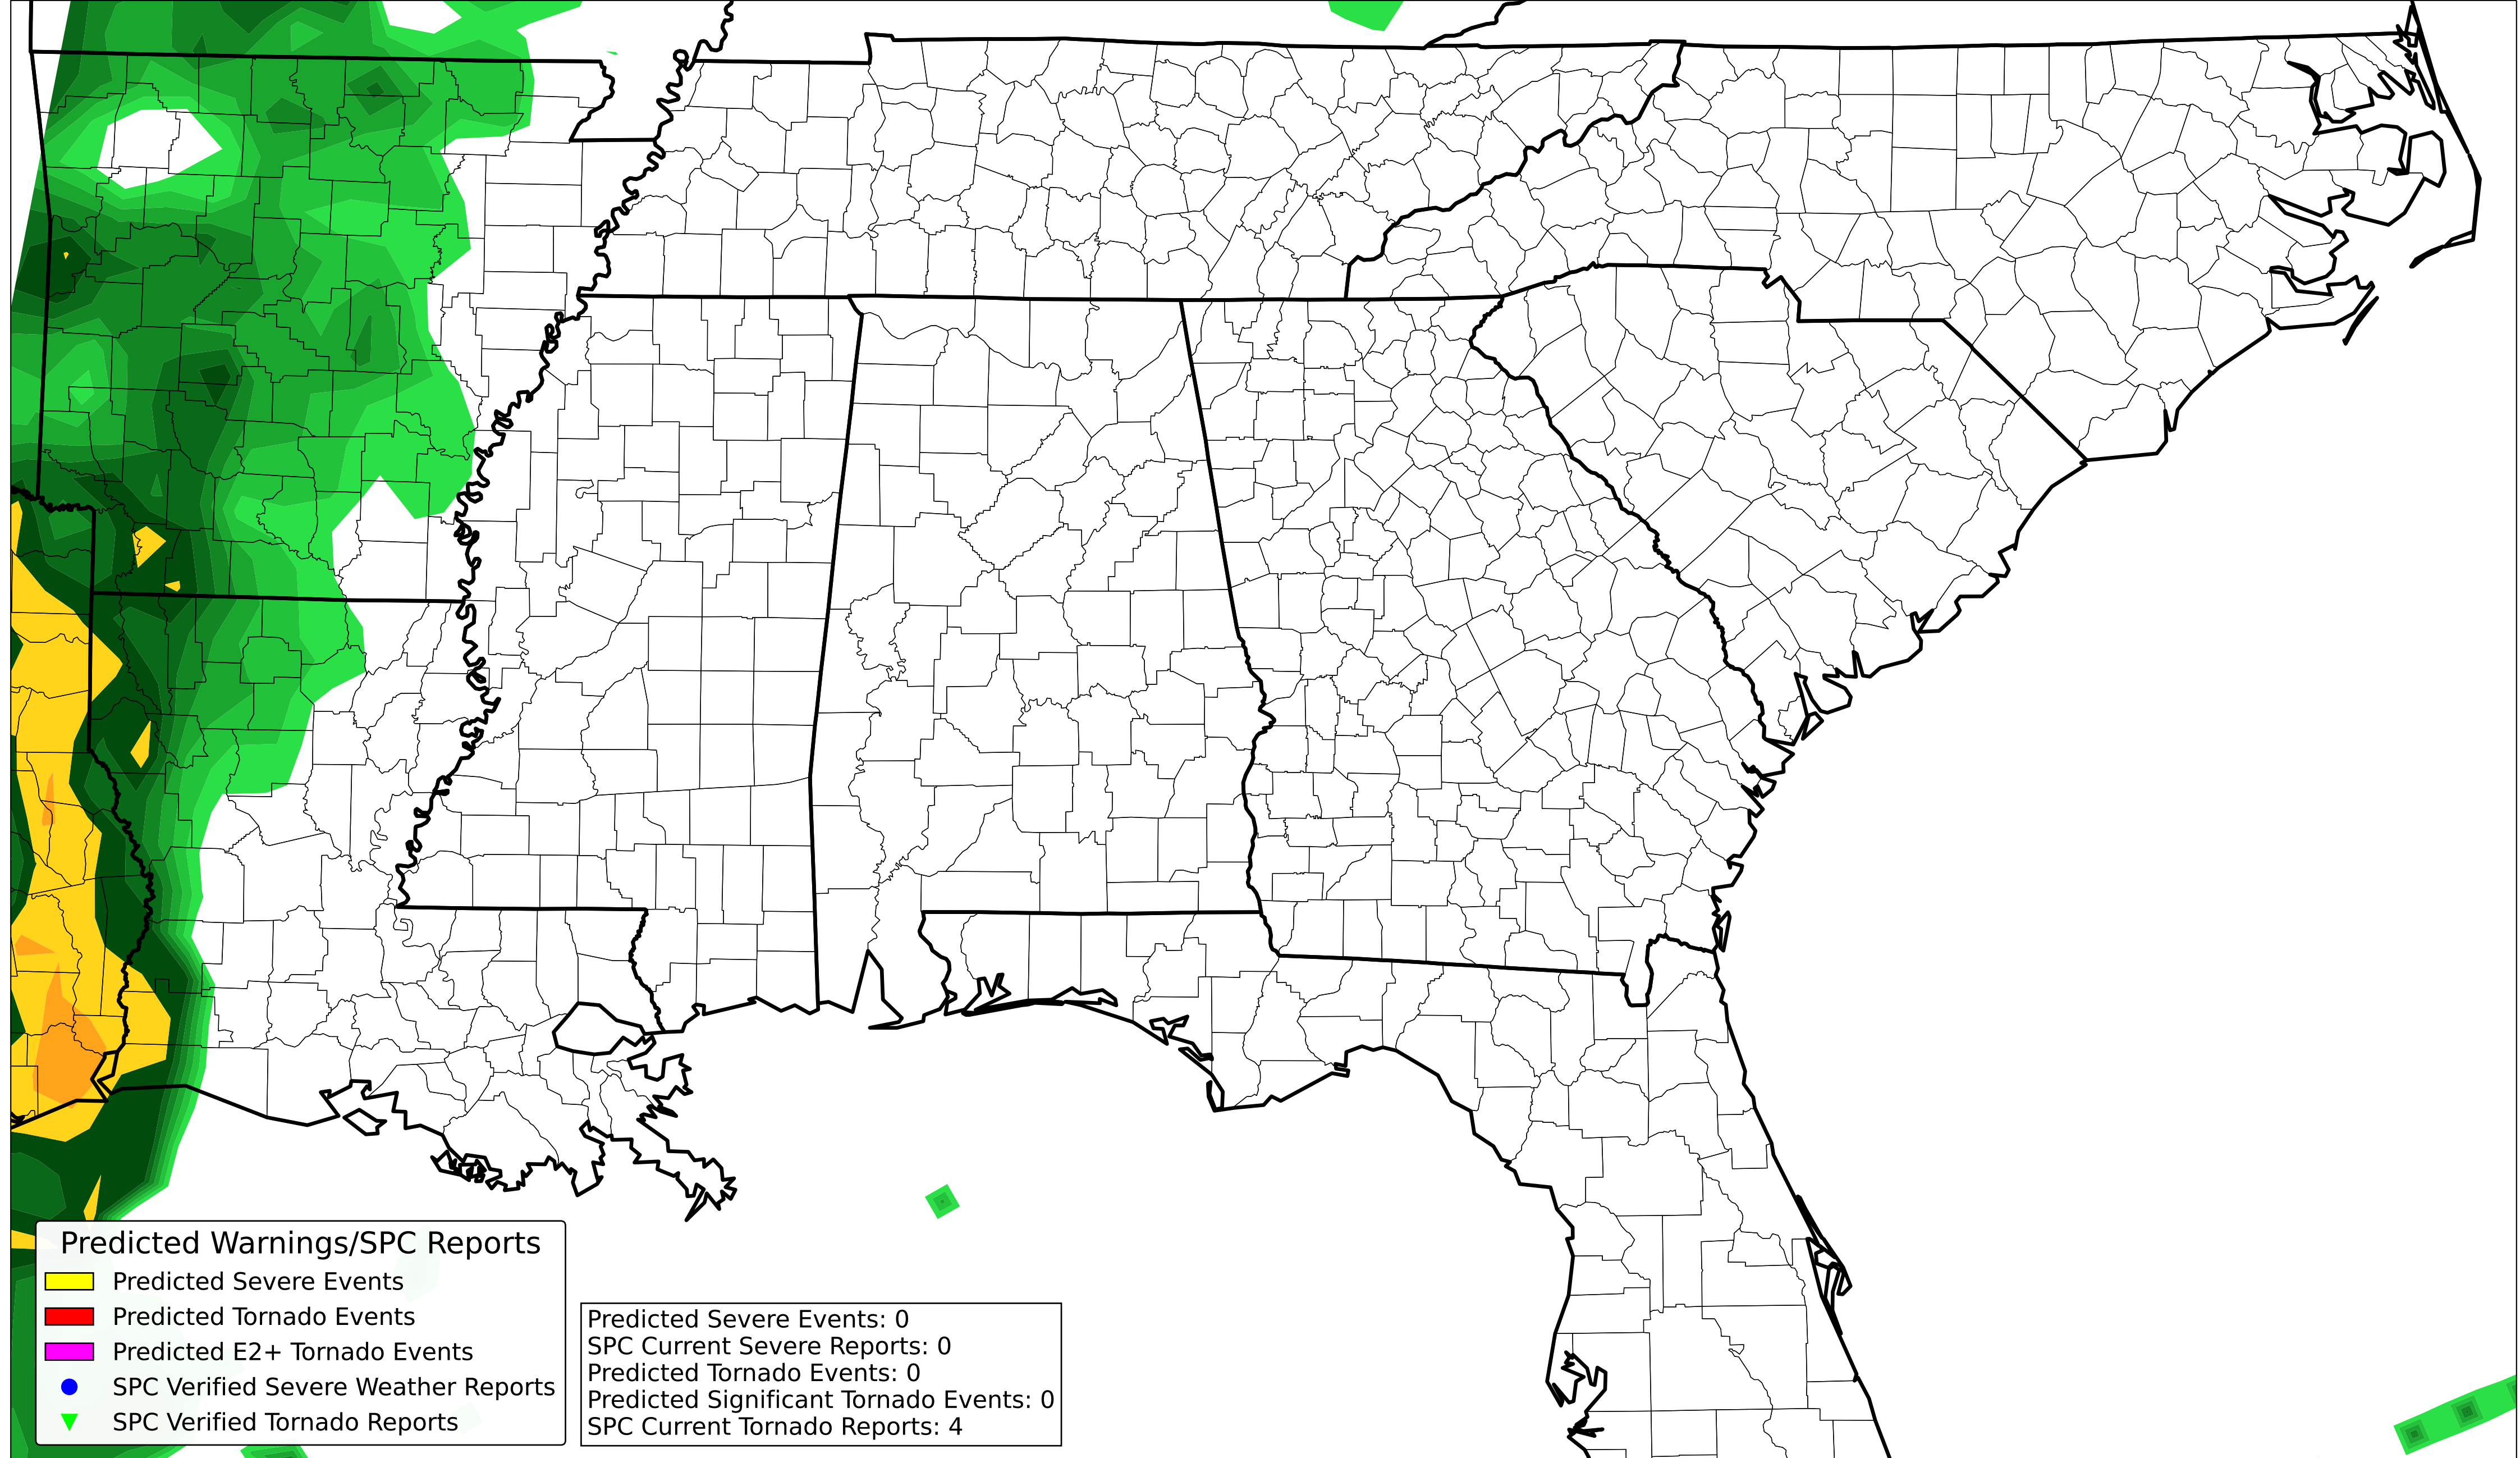 Predicted Warnings/SPC Reports
Predicted Severe Events
Predicted Tornado Events
Predicted E2+ Tornado Events
SPC Verified Severe Weather Reports
SPC Verified Tornado Reports
Predicted Severe Events: 0
SPC Current Severe Reports: 0
Predicted Tornado Events: 0
Predicted Significant Tornado Events: 0
SPC Current Tornado Reports: 4